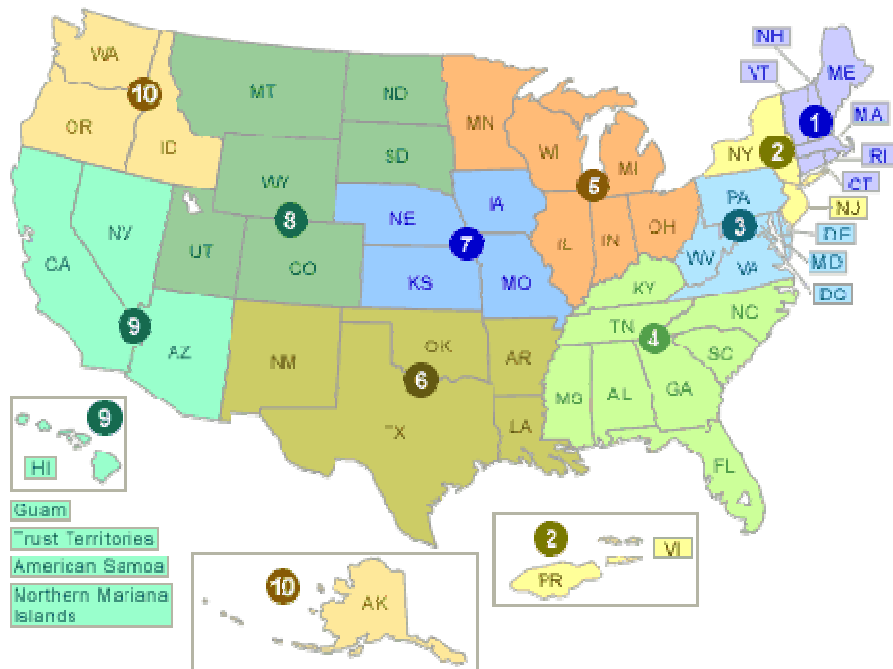 NH
WA
VT
ME
10
MT
ND
MN
1
MA
OR
ID
WI
MI
NY
2
RI
SD
CT
WY
5
PA
NJ
IA
NE
8
7
OH
3
DE
NV
IL
IN
WV
MD
UT
CO
VA
CA
KS
MO
KY
DC
NC
9
TN
4
OK
AR
SC
AZ
NM
6
MS
AL
GA
TX
LA
9
HI
FL
Guam
Trust Territories
American Samoa
Northern Mariana
Islands
2
VI
PR
10
AK